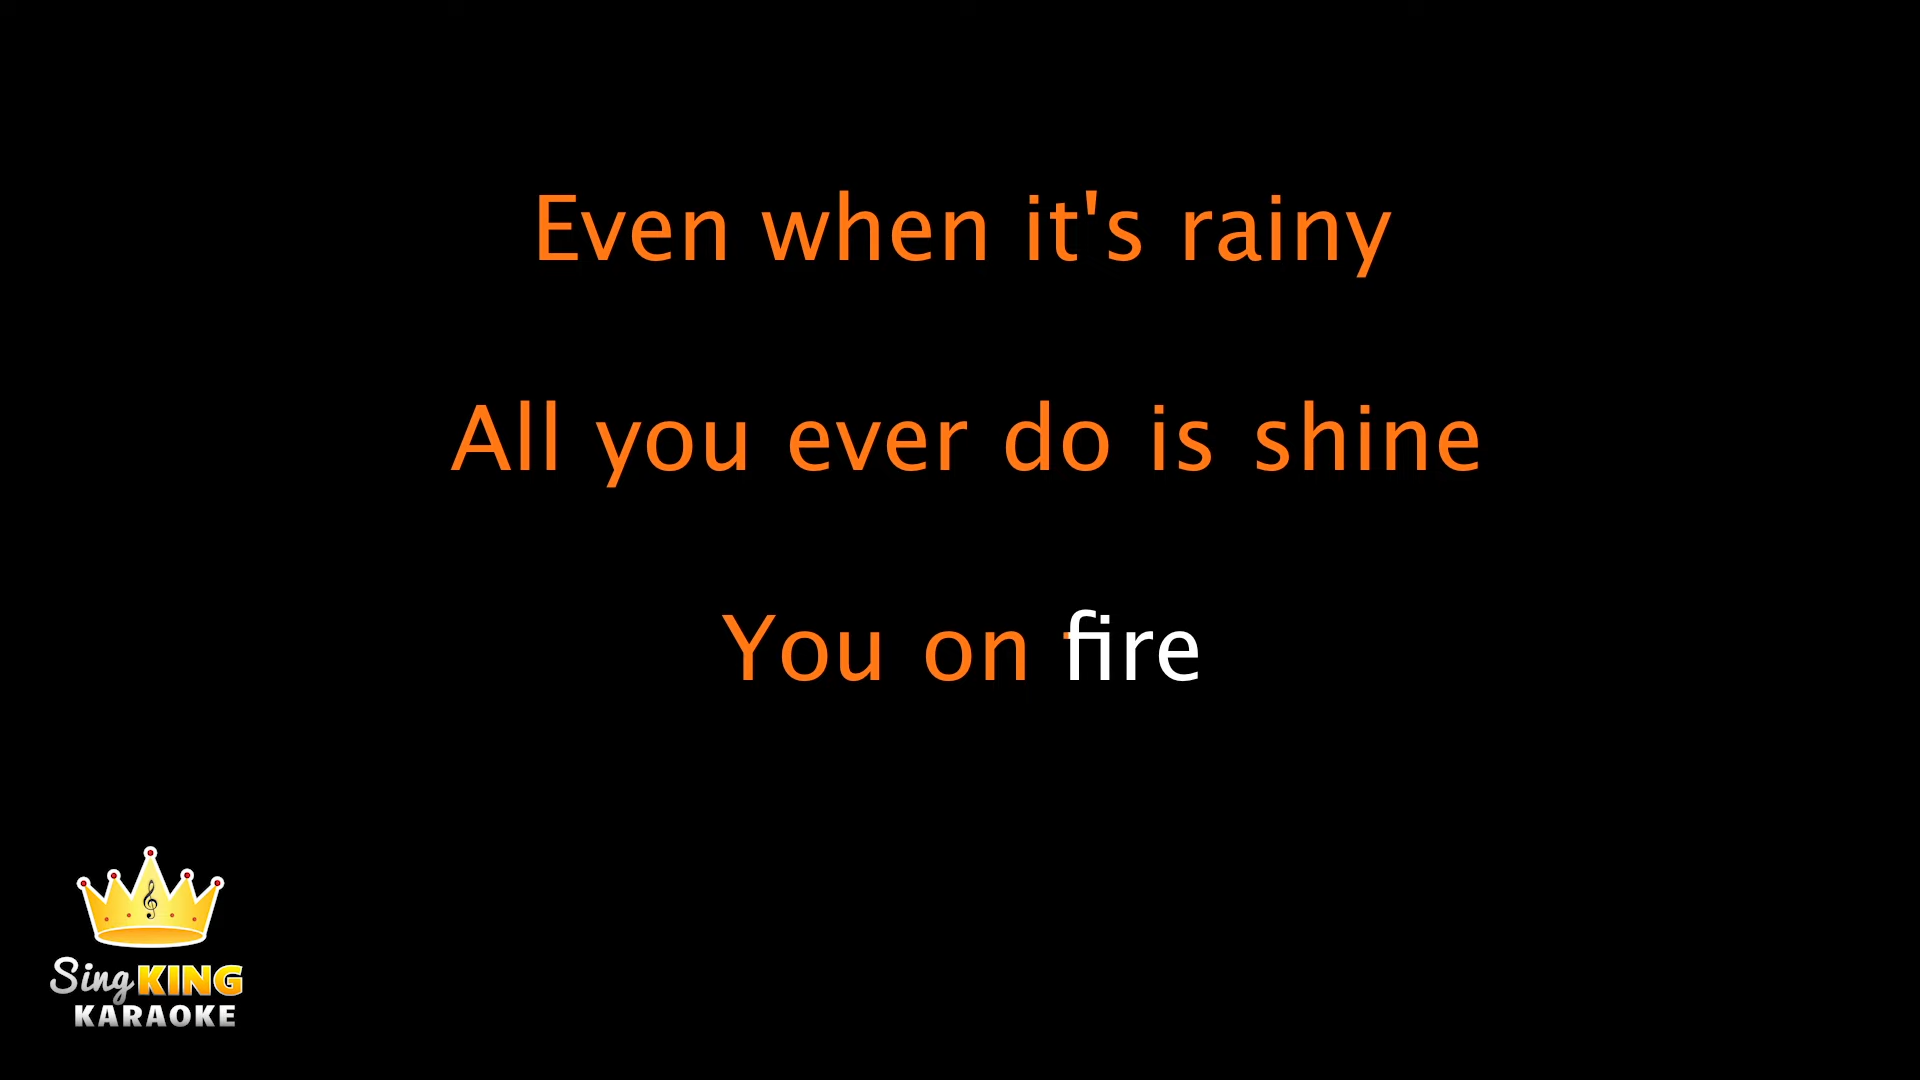 Even when it's rainy
All you ever do is shine
You on fire
Sing KING
KARAOKE